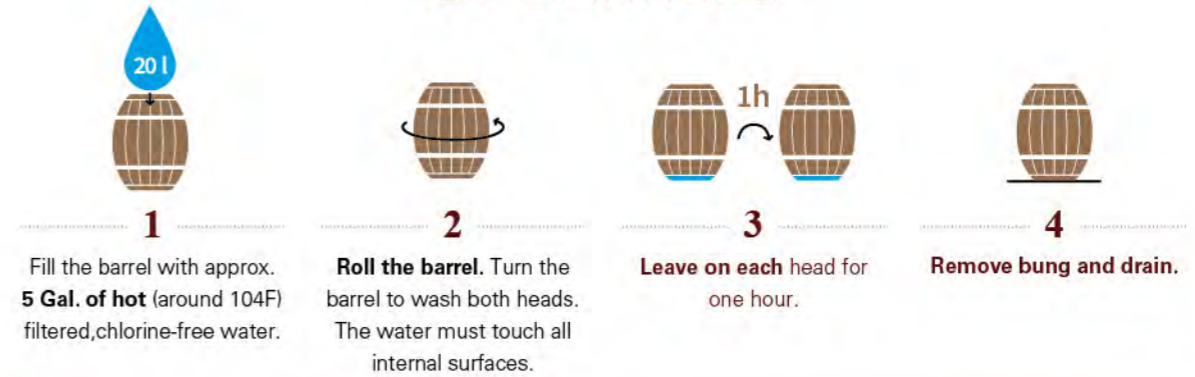 20 l
1
Fill the barrel with approx.
5 Gal. of hot (around 104F)
filtered,chlorine-free water.
2
Roll the barrel. Turn the
barrel to wash both heads.
The water must touch all
internal surfaces.
1h
3
Leave on each head for
one hour.
4
Remove bung and drain.